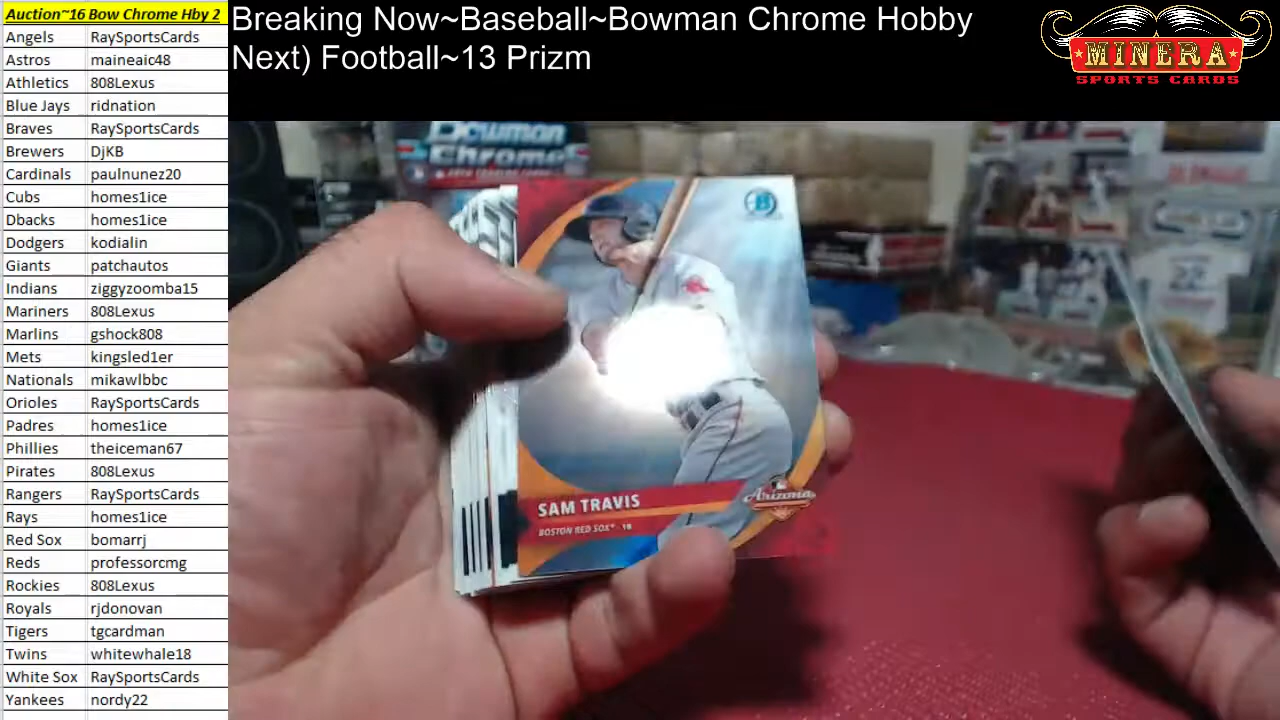 Auction~16 Bow Chrome Hby 2
Angels RaySportsCards
Astros maineaic48
Athletics 808Lexus
Blue Jays ridnation
Braves RaySportsCards
Brewers DjKB
Cardinals paulnunez20
Cubs homes1ice
Dbacks homes1ice
Dodgers kodialin
Giants patchautos
Indians ziggyzoomba15
Mariners 808Lexus
Marlins gshock808
Mets kingsled1er
Nationals mikawlbbc
Orioles RaySportsCards
Padres homes1ice
Phillies theiceman67
Pirates 808Lexus
Rangers RaySportsCards
Rays homes1ice
Red Sox bomarrj
Reds professorcmg
Rockies 808Lexus
Royals rjdonovan
Tigers tgcardman
Twins whitewhale18
White Sox RaySportsCards
Yankees nordy22
Breaking Now~Baseball~Bowman Chrome Hobby
Next) Football~13 Prizm
MINERA
SPORTS CARDS
Bowman
Chrome
B
SAM TRAVIS
BOSTON RED SOX · 1B
Arizona
22